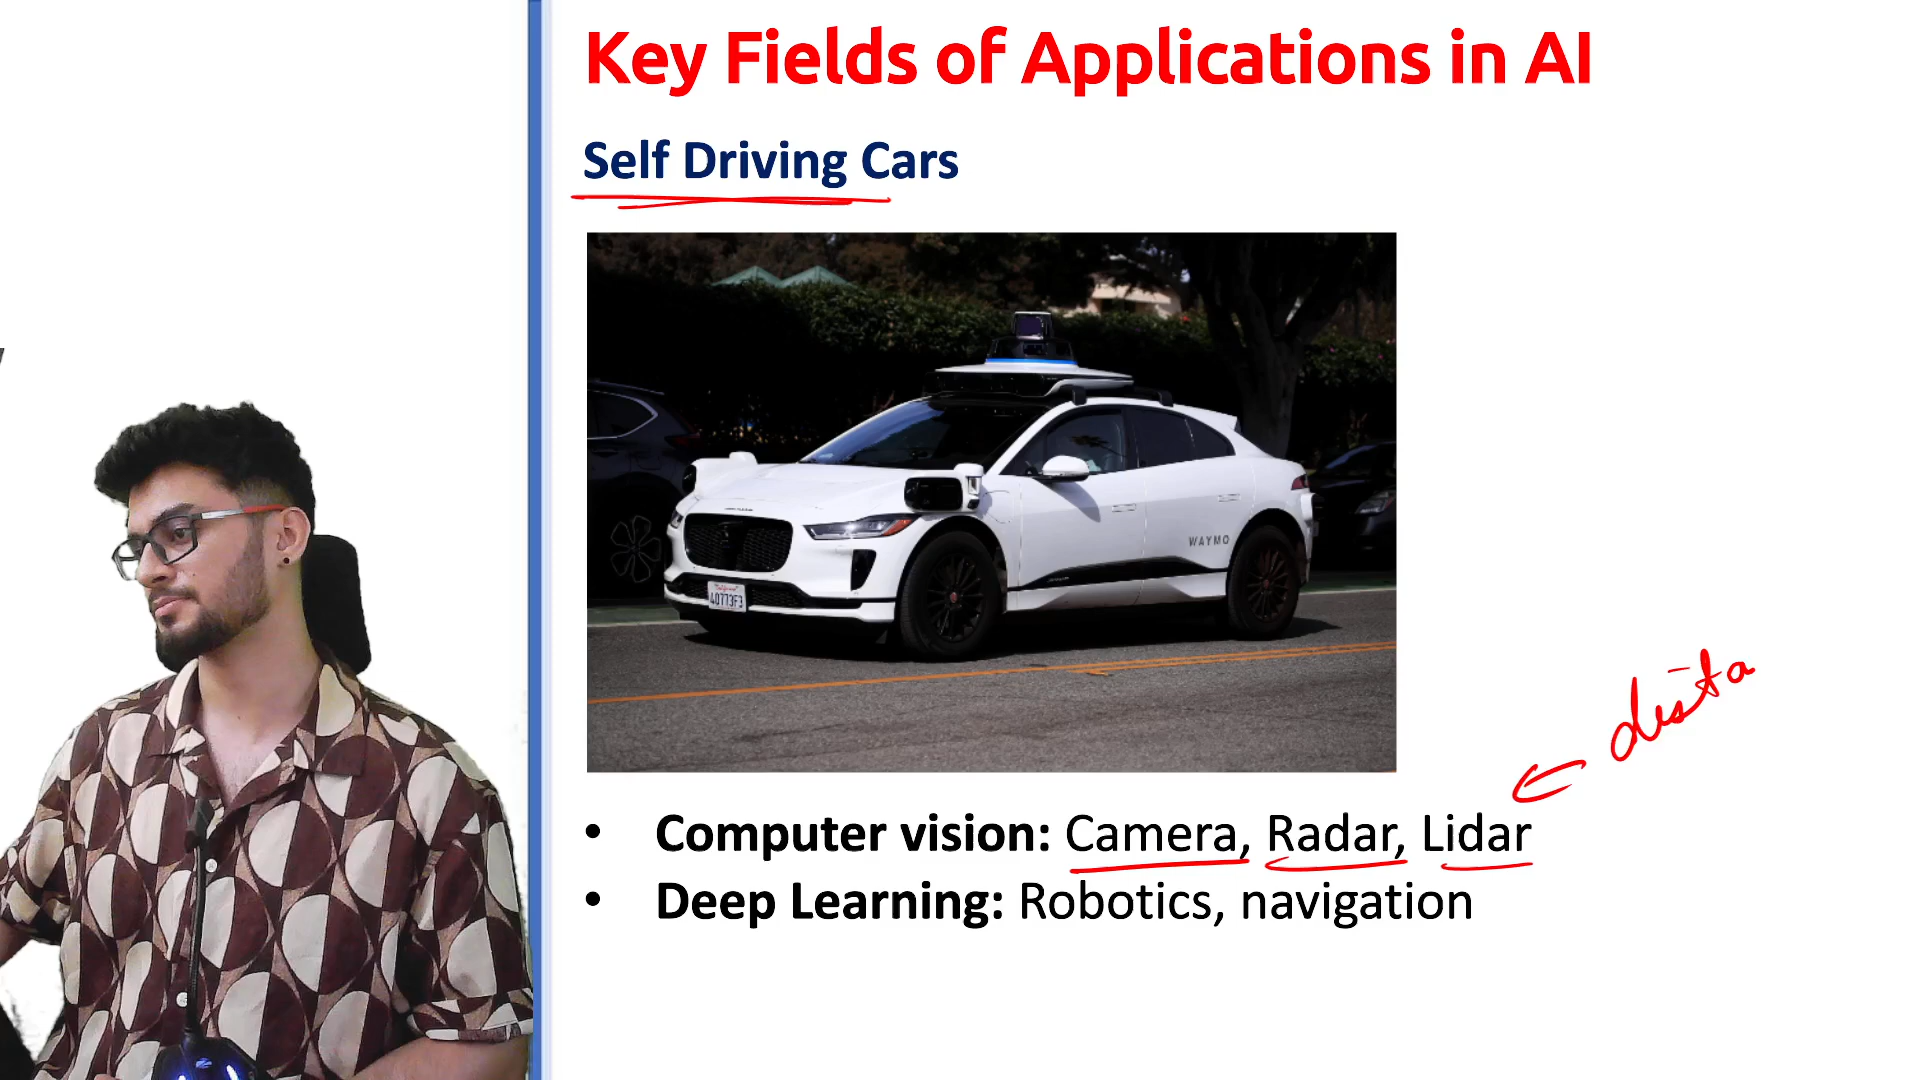 Key Fields of Applications in AI
Self Driving Cars
WAYMO
40773F3
dista
• Computer vision: Camera, Radar, Lidar
• Deep Learning: Robotics, navigation